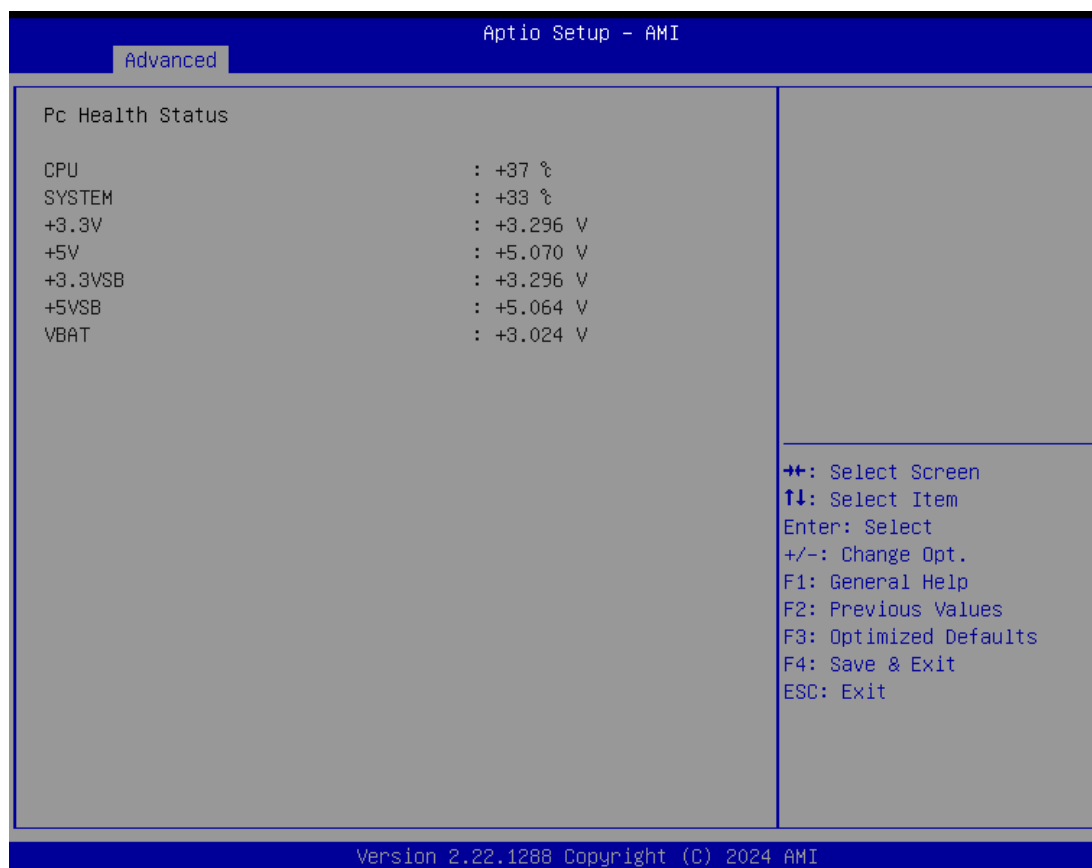 Aptio Setup – AMI
Advanced
Pc Health Status
CPU : +37 ℃
SYSTEM : +33 ℃
+3.3V : +3.296 V
+5V : +5.070 V
+3.3VSB : +3.296 V
+5VSB : +5.064 V
VBAT : +3.024 V
→←: Select Screen
↑↓: Select Item
Enter: Select
+/-: Change Opt.
F1: General Help
F2: Previous Values
F3: Optimized Defaults
F4: Save & Exit
ESC: Exit
Version 2.22.1288 Copyright (C) 2024 AMI